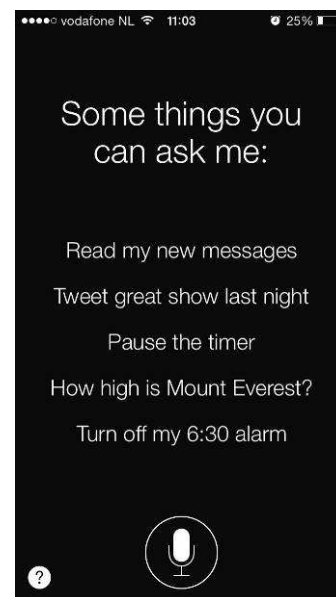 vodafone NL 11:03 25%
Some things you
can ask me:
Read my new messages
Tweet great show last night
Pause the timer
How high is Mount Everest?
Turn off my 6:30 alarm
?